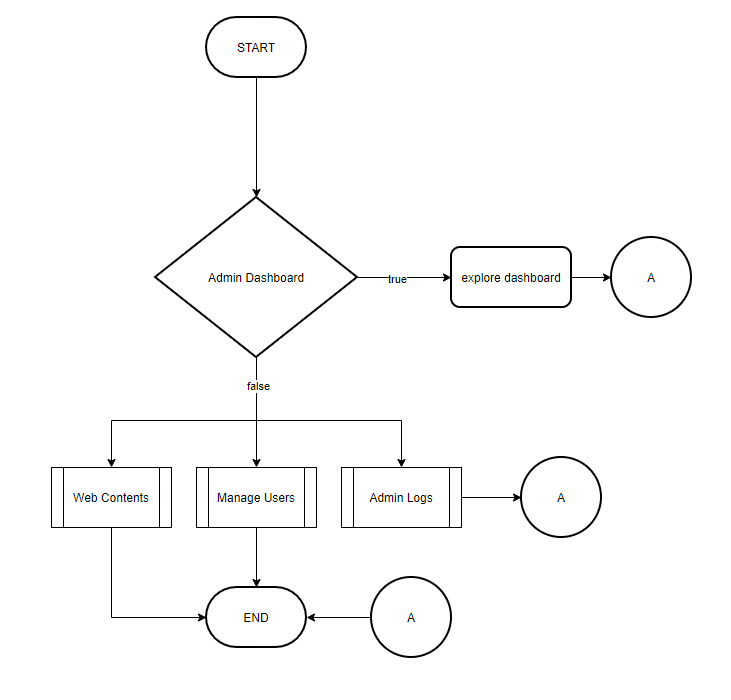 START
Admin Dashboard
true
explore dashboard
A
false
Web Contents
Manage Users
Admin Logs
A
END
A